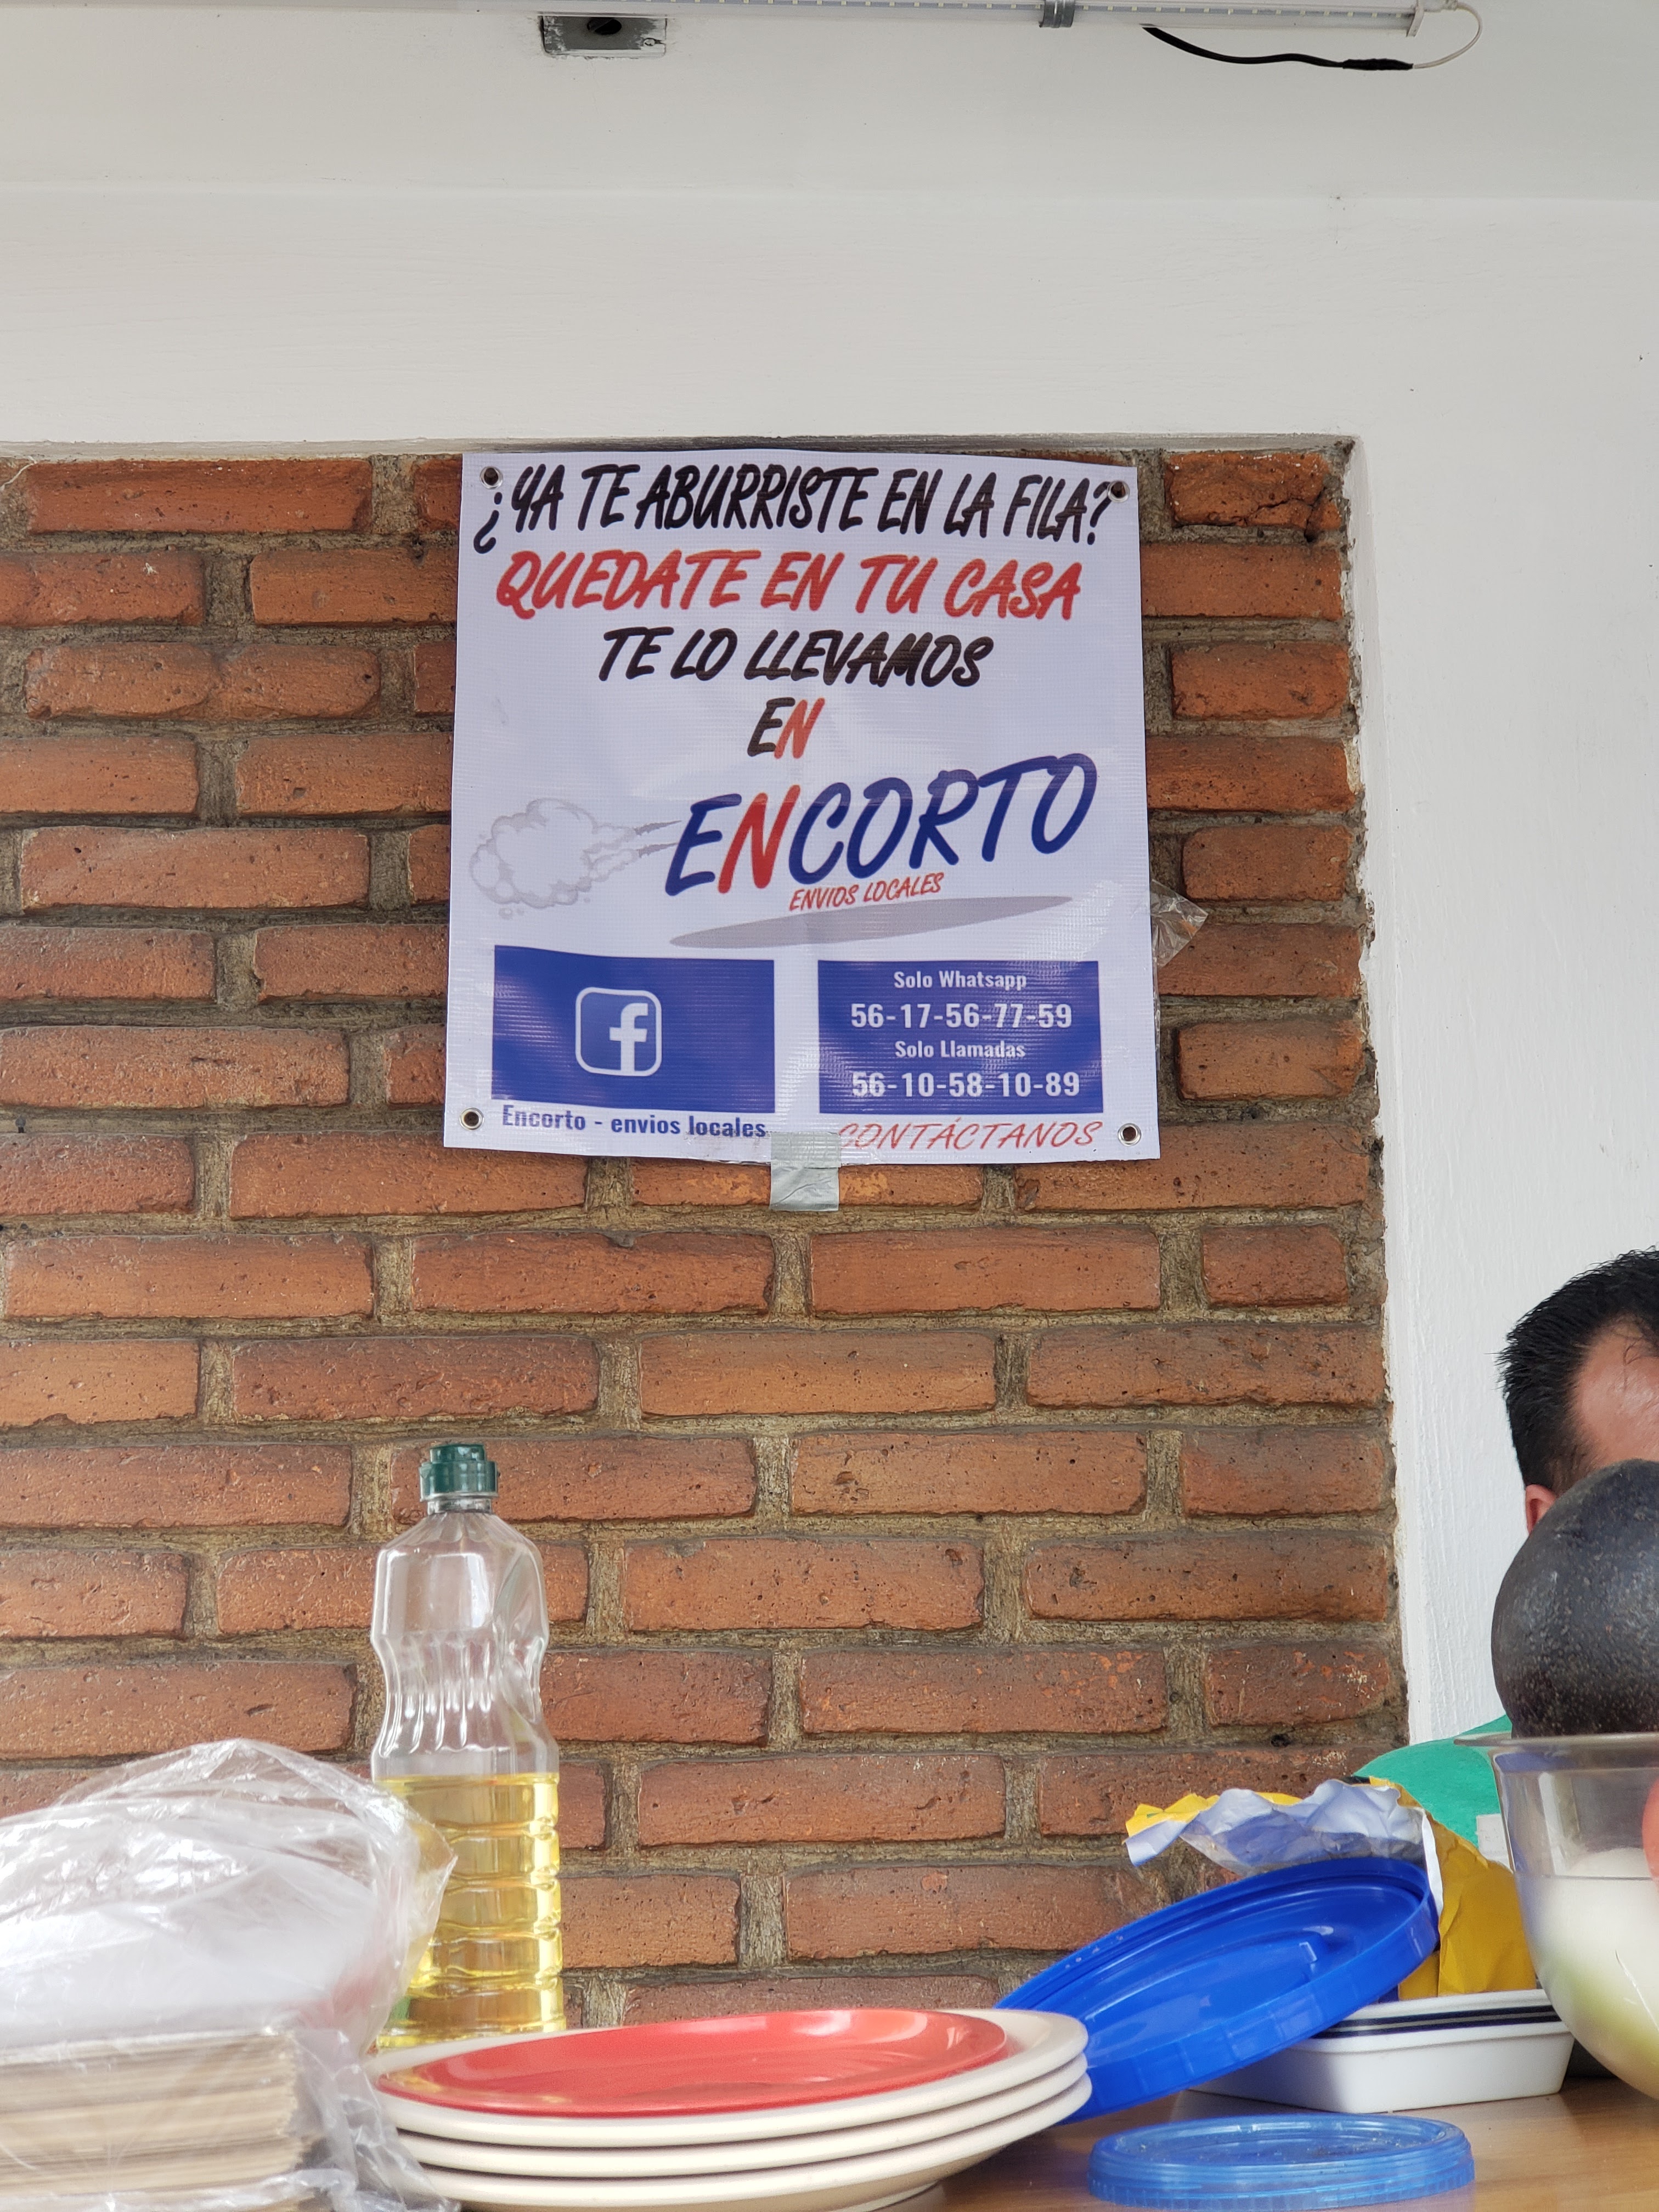 ¿YA TE ABURRISTE EN LA FILA?
QUEDATE EN TU CASA
TE LO LLEVAMOS
EN
ENCORTO
ENVIOS LOCALES
f
Encorto - envios locales
Solo Whatsapp
56-17-56-77-59
Solo Llamadas
56-10-58-10-89
CONTÁCTANOS